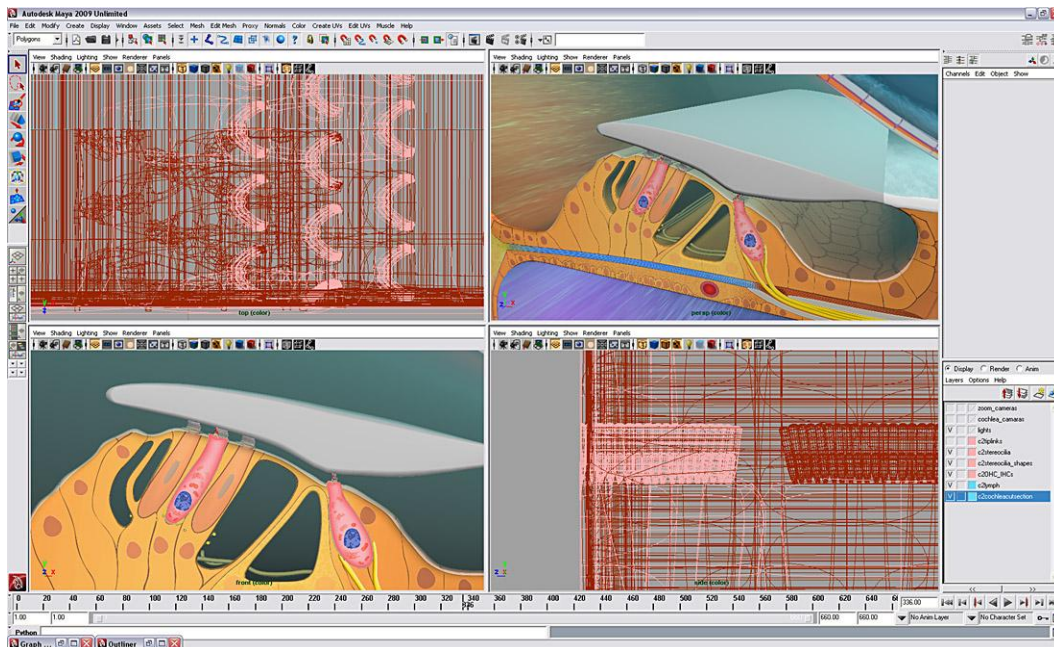 Autodesk Maya 2009 Unlimited
File Edit Modify Create Display Window Assets Select Mesh Edit Mesh Proxy Normals Color Create UVs Edit UVs Muscle Help
Polygons
View Shading Lighting Show Renderer Panels
View Shading Lighting Show Renderer Panels
Channels Edit Object Show
top (color)
persp (color)
View Shading Lighting Show Renderer Panels
View Shading Lighting Show Renderer Panels
Display Render Anim
Layers Options Help
zoom_cameras
cochlea_camaras
V lights
c2tiplinks
V c2stereocilia
c2stereocilia_shapes
V c2OHC_IHCs
V c2lymph
V c2cochleacutsection
front (color)
side (color)
0 20 40 60 80 100 120 140 160 180 200 220 240 260 280 300 320 340 360 380 400 420 440 460 480 500 520 540 560 580 600 620 640 336.00
336
1.00 1.00 660.00 660.00 No Anim Layer No Character Set
Python
Graph ... Outliner